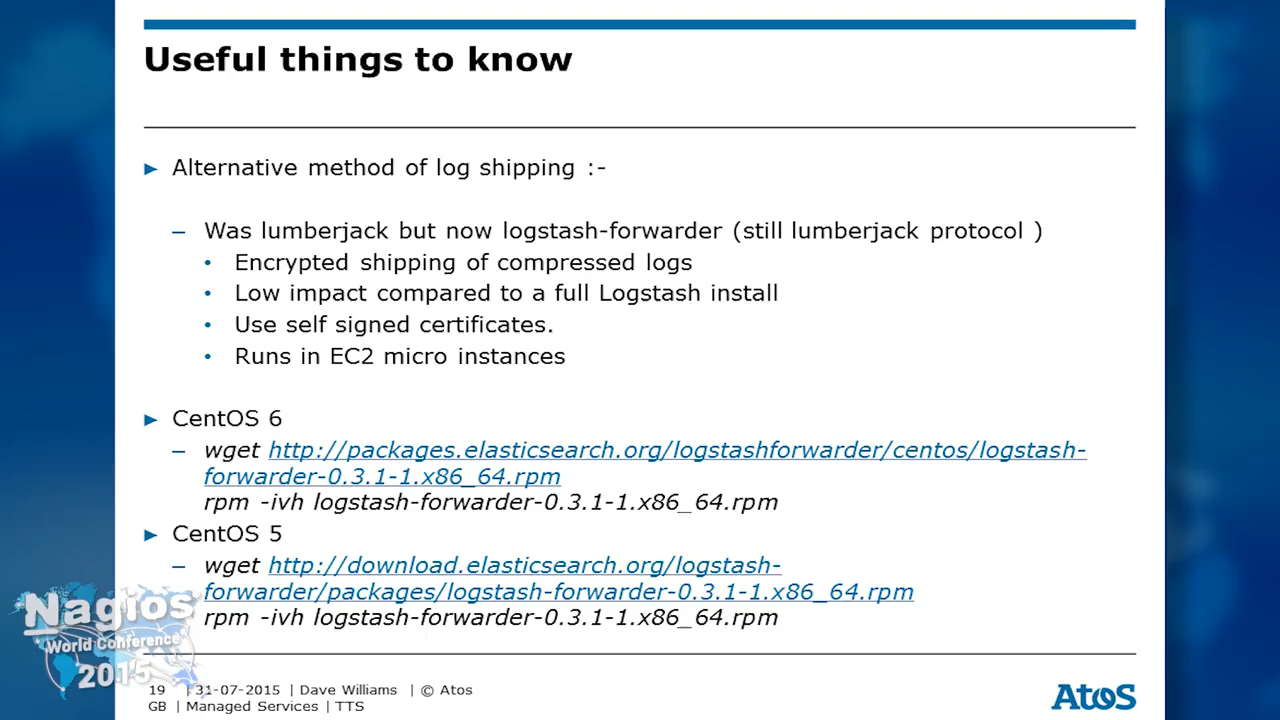 Useful things to know
► Alternative method of log shipping :-
– Was lumberjack but now logstash-forwarder (still lumberjack protocol )
• Encrypted shipping of compressed logs
• Low impact compared to a full Logstash install
• Use self signed certificates.
• Runs in EC2 micro instances
► CentOS 6
– wget http://packages.elasticsearch.org/logstashforwarder/centos/logstash-
forwarder-0.3.1-1.x86_64.rpm
rpm -ivh logstash-forwarder-0.3.1-1.x86_64.rpm
► CentOS 5
– wget http://download.elasticsearch.org/logstash-
forwarder/packages/logstash-forwarder-0.3.1-1.x86_64.rpm
rpm -ivh logstash-forwarder-0.3.1-1.x86_64.rpm
Nagios
World Conference
2015
19 | 31-07-2015 | Dave Williams | © Atos
GB | Managed Services | TTS
Atos